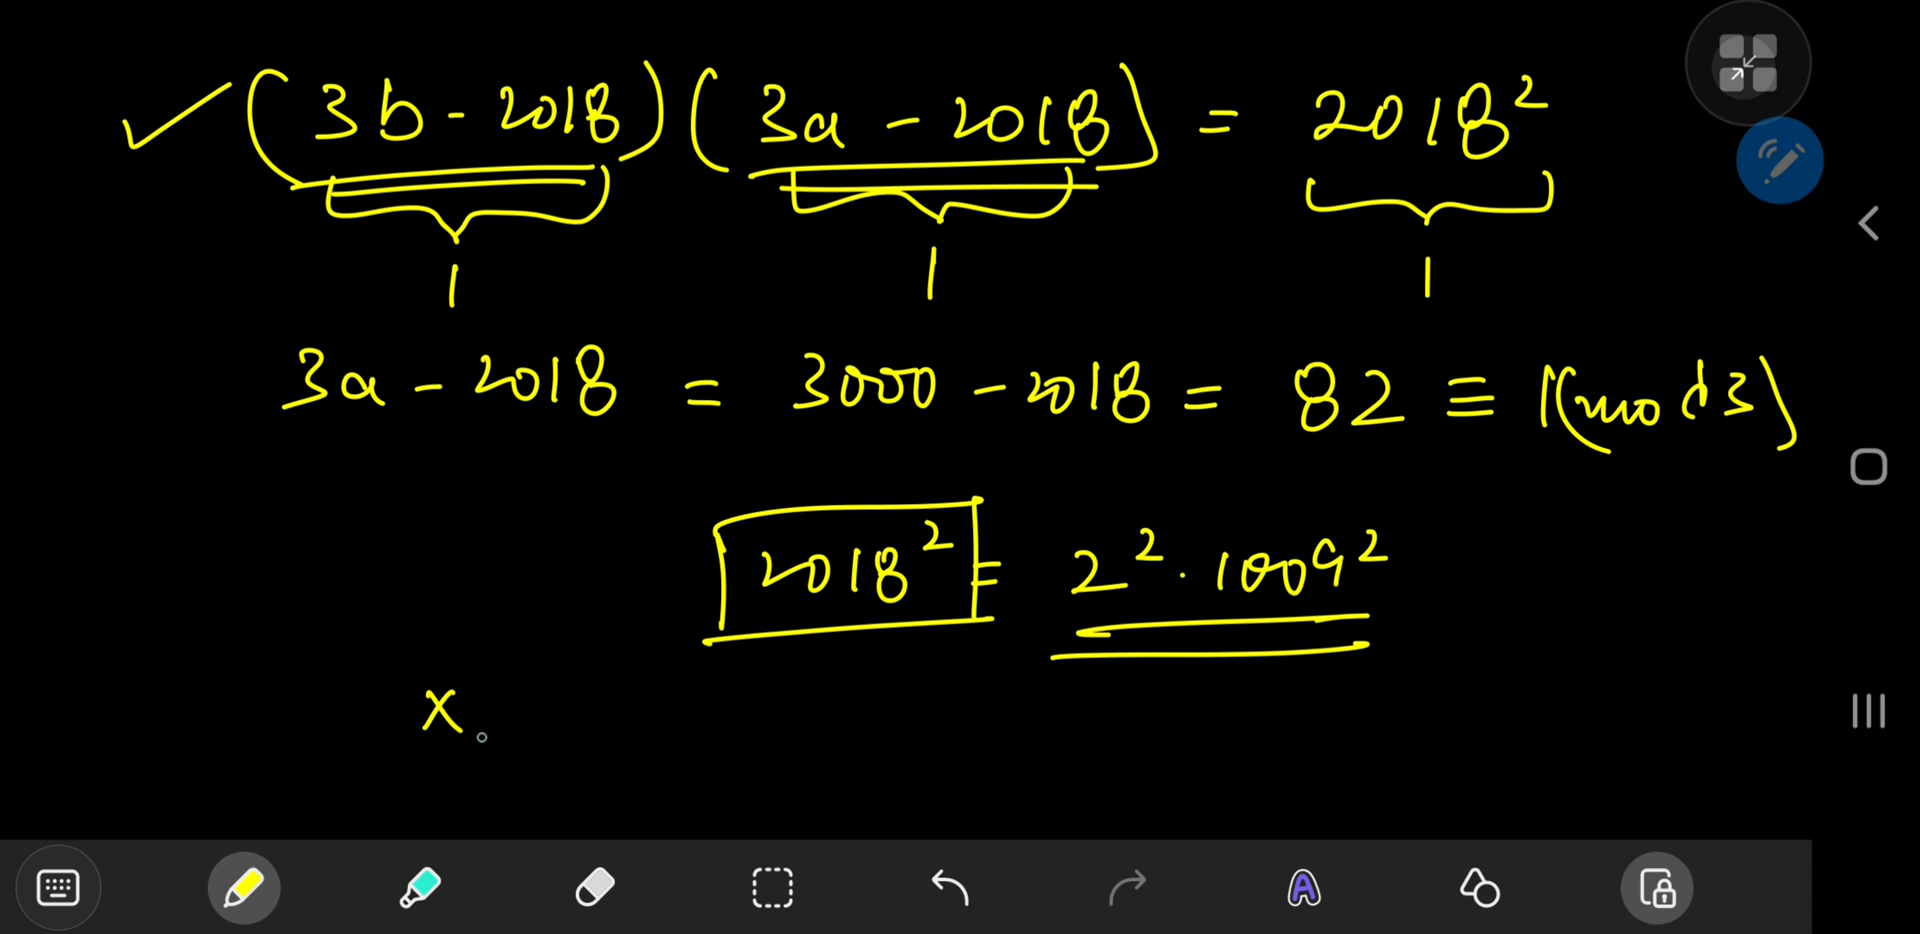 ✓ (3b - 2018) (3a - 2018) = 2018²
1 1 1
3a - 2018 = 3000 - 2018 = 82 ≡ 1(mod 3)
2018² = 2² · 1009²
x
A